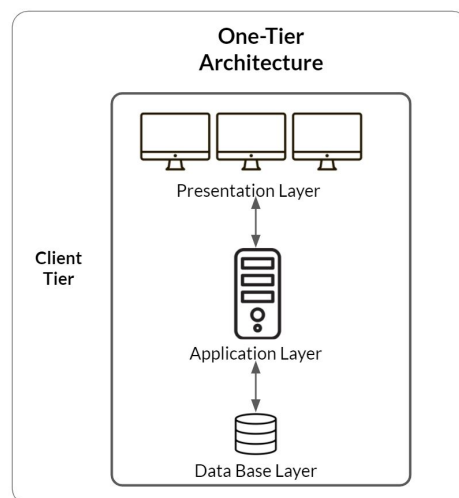 One-Tier
Architecture
Presentation Layer
Client
Tier
Application Layer
Data Base Layer